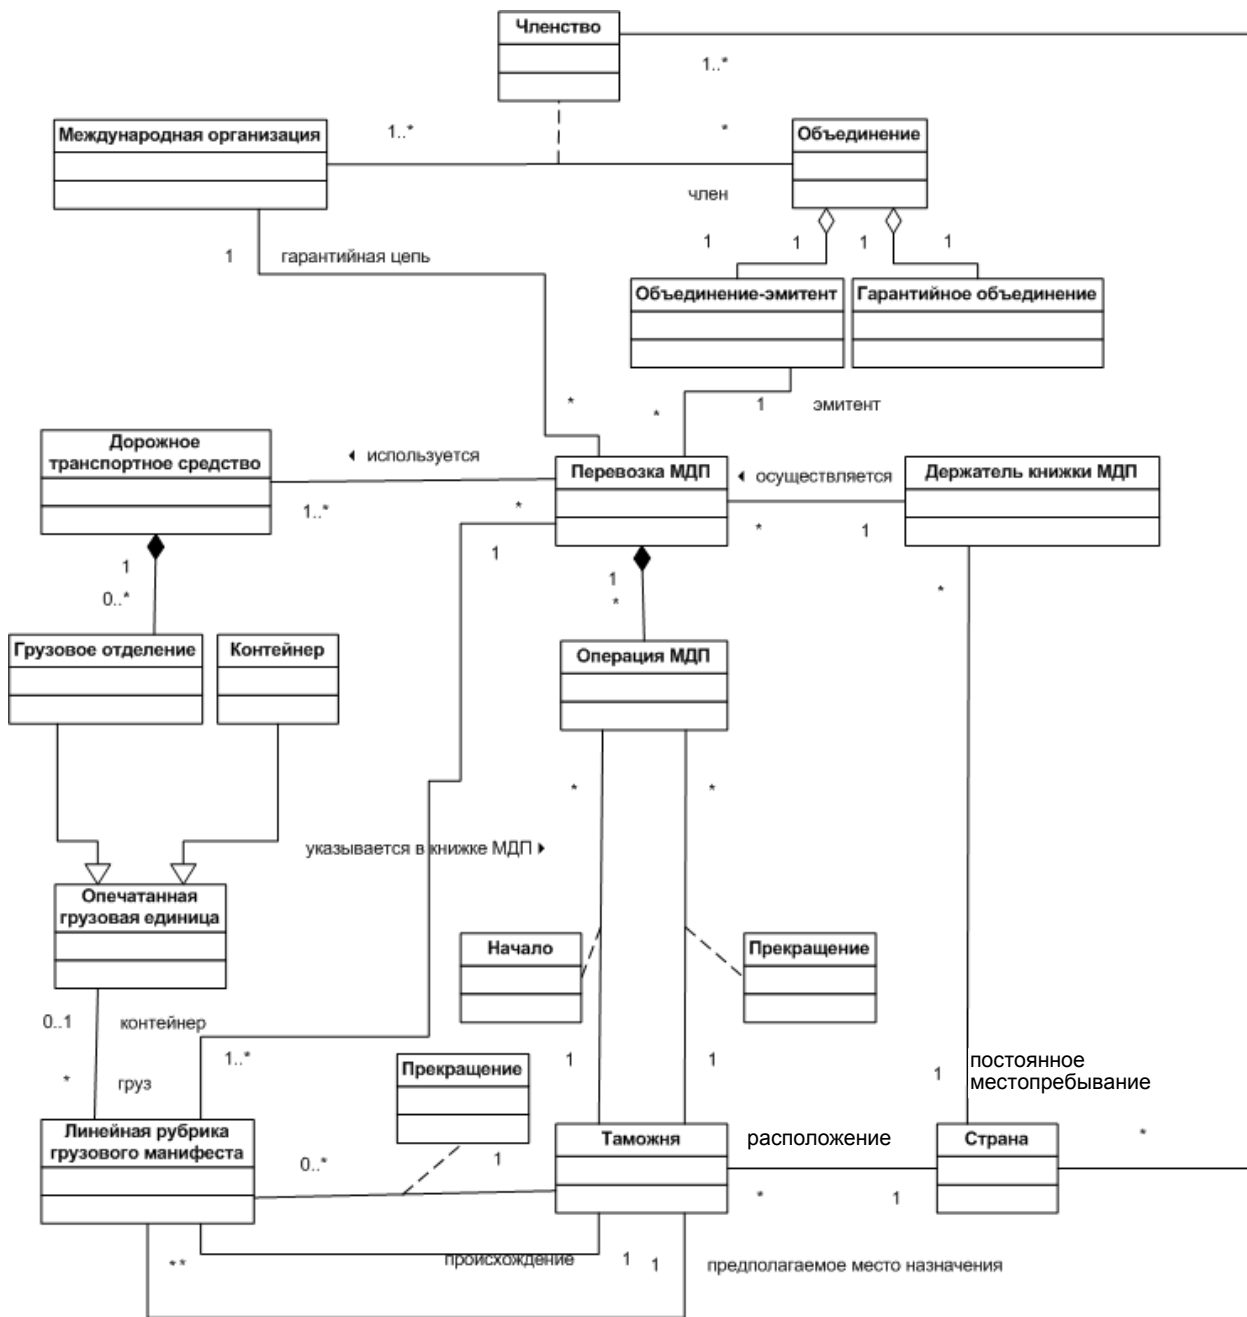 Членство
1..*
Международная организация
1..*
*
Объединение
член
1
гарантийная цепь
1
1
1
1
Объединение-эмитент
Гарантийное объединение
*
*
1
эмитент
Дорожное
транспортное средство
◂ используется
Перевозка МДП
◂ осуществляется
Держатель книжки МДП
1..*
*
1
*
1
1
0..*
1
*
*
Грузовое отделение
Контейнер
Операция МДП
*
*
указывается в книжке МДП ▸
Опечатанная
грузовая единица
Начало
Прекращение
0..1
контейнер
1..*
1
1
*
груз
Прекращение
1
постоянное
местопребывание
Линейная рубрика
грузового манифеста
0..*
1
Таможня
расположение
Страна
*
*
1
**
происхождение
1
1
предполагаемое место назначения